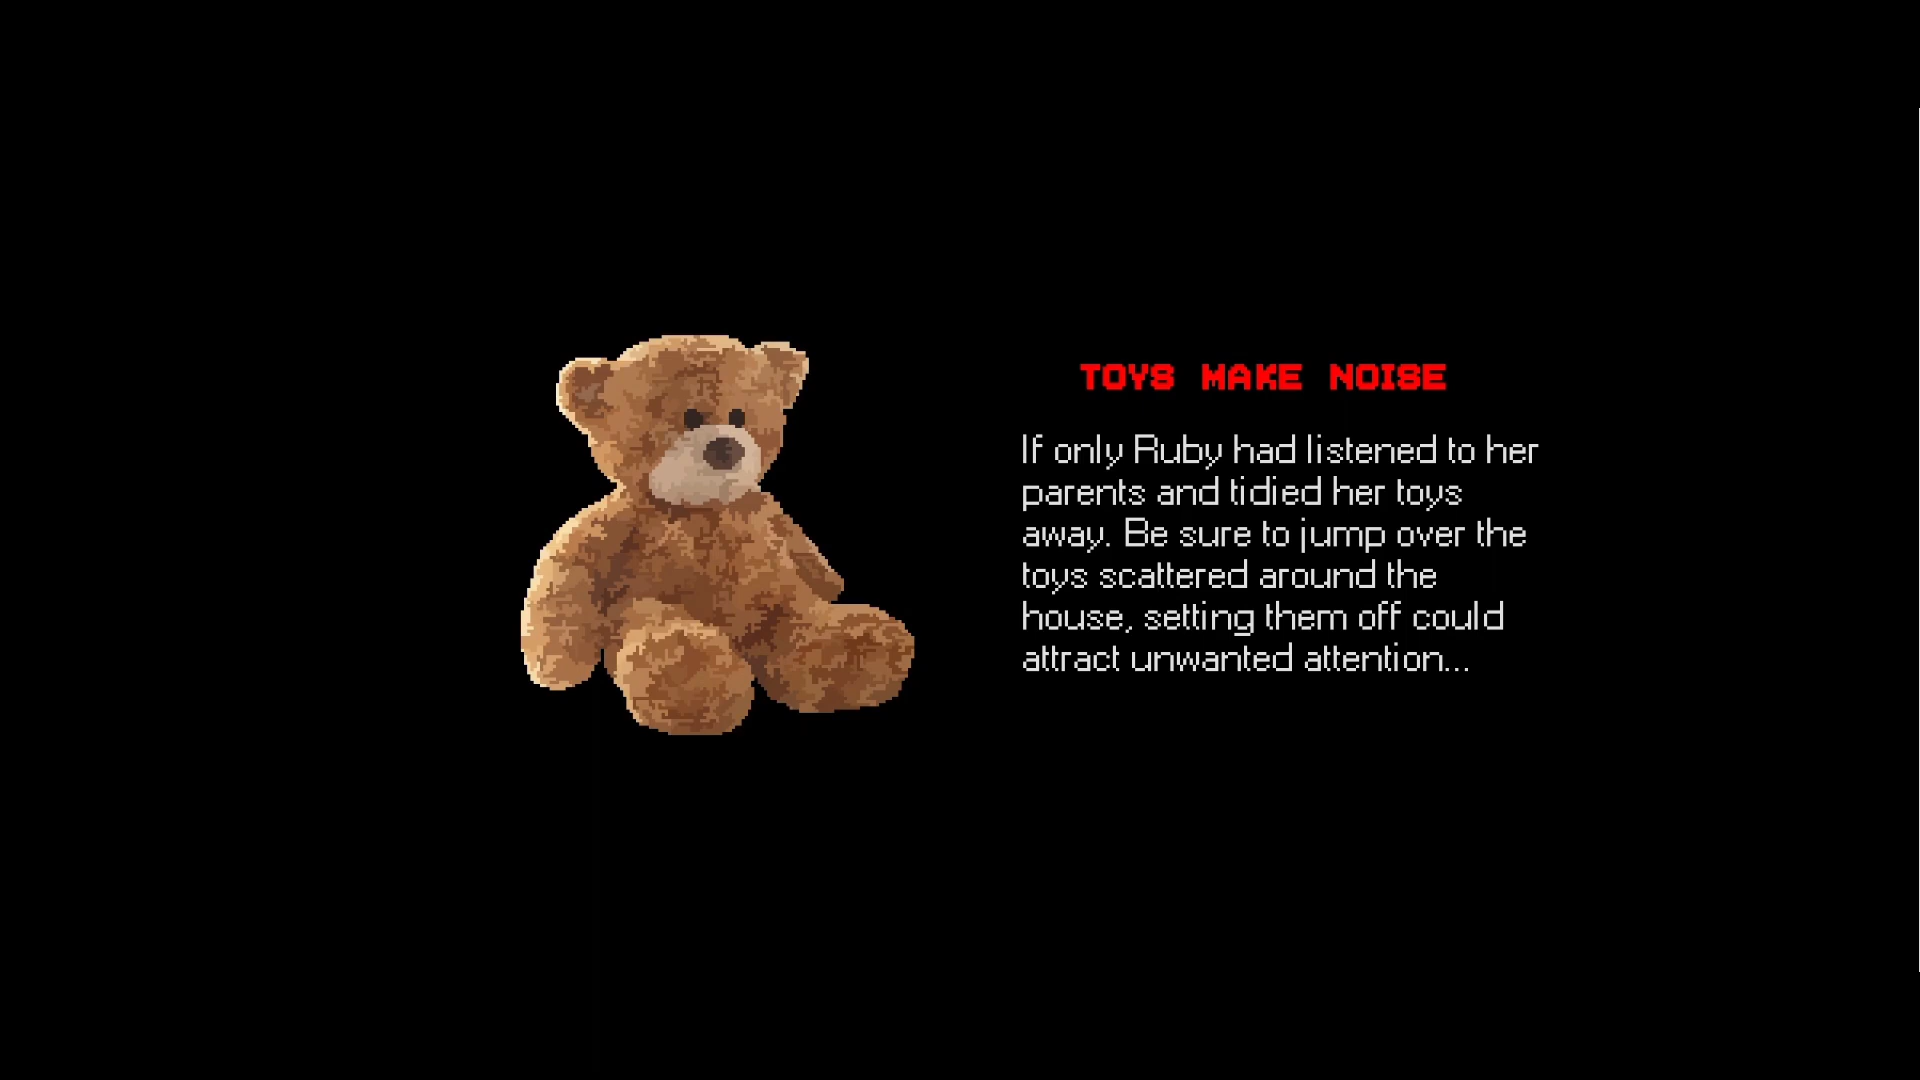 TOYS MAKE NOISE
If only Ruby had listened to her
parents and tidied her toys
away. Be sure to jump over the
toys scattered around the
house, setting them off could
attract unwanted attention...